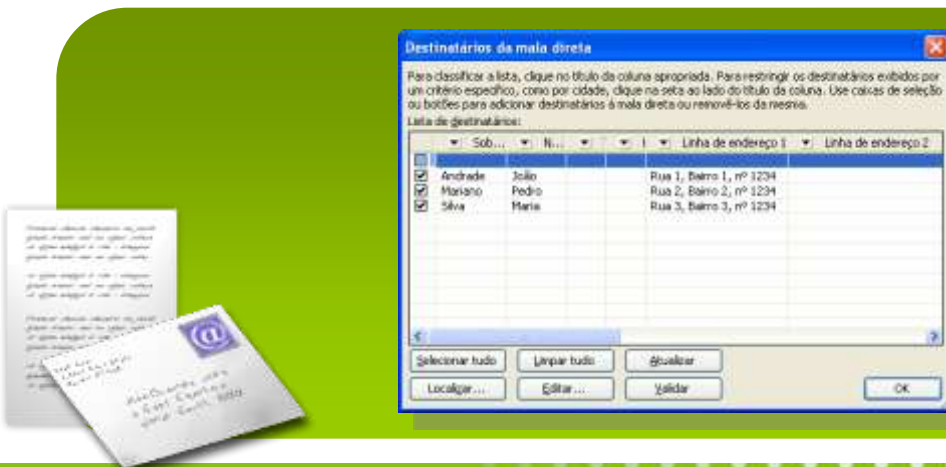 Destinatários da mala direta
Para classificar a lista, clique no título da coluna apropriada. Para restringir os destinatários exibidos por
um critério específico, como por cidade, clique na seta ao lado do título da coluna. Use caixas de seleção
ou botões para adicionar destinatários à mala direta ou removê-los da mesma.
Lista de destinatários:
Sob... N... Linha de endereço 1 Linha de endereço 2
Andrade João Rua 1, Bairro 1, nº 1234
Mariano Pedro Rua 2, Bairro 2, nº 1234
Silva Maria Rua 3, Bairro 3, nº 1234
Selecionar tudo Limpar tudo Atualizar
Localizar... Editar... Validar OK
@